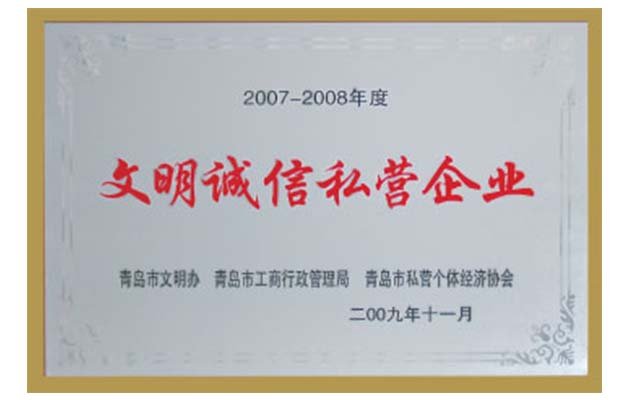 2007-2008年度
文明诚信私营企业
青岛市文明办 青岛市工商行政管理局 青岛市私营个体经济协会
二00九年十一月